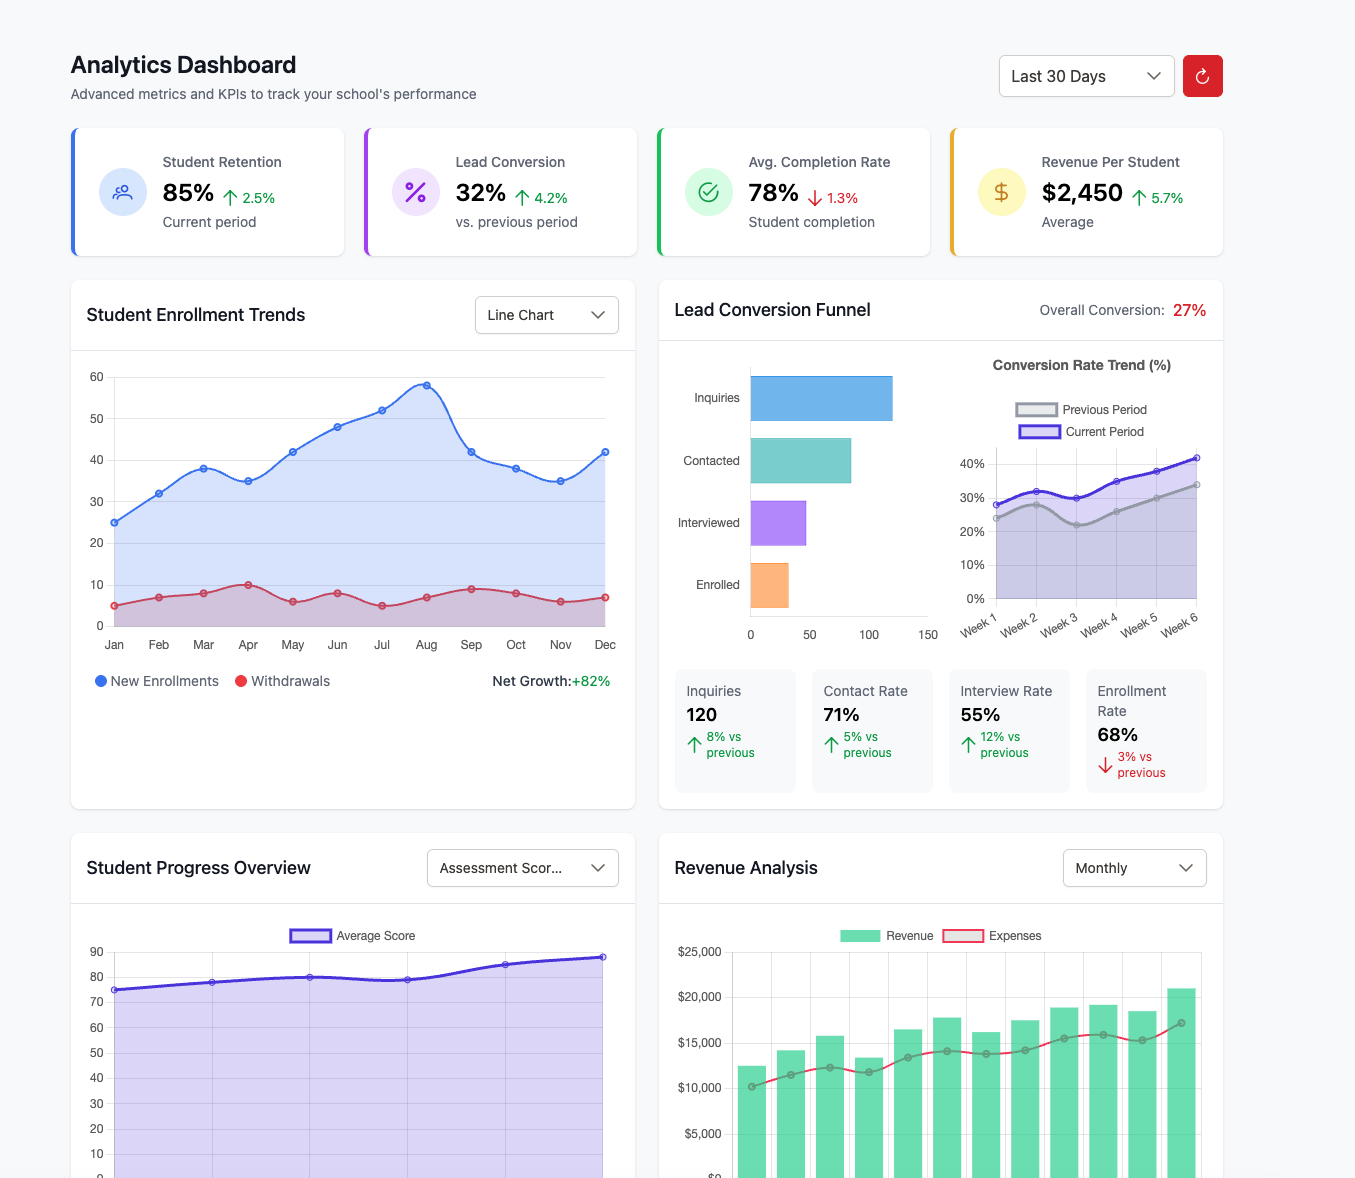 Analytics Dashboard
Advanced metrics and KPIs to track your school's performance
Last 30 Days
Student Retention
85% 2.5%
Current period
Lead Conversion
32% 4.2%
vs. previous period
Avg. Completion Rate
78% 1.3%
Student completion
Revenue Per Student
$2,450 5.7%
Average
Student Enrollment Trends
Line Chart
60
50
40
30
20
10
0
Jan Feb Mar Apr May Jun Jul Aug Sep Oct Nov Dec
New Enrollments Withdrawals
Net Growth:+82%
Lead Conversion Funnel
Overall Conversion: 27%
Inquiries
Contacted
Interviewed
Enrolled
0 50 100 150
Conversion Rate Trend (%)
Previous Period
Current Period
40%
30%
20%
10%
0%
Week 1 Week 2 Week 3 Week 4 Week 5 Week 6
Inquiries
120
8% vs
previous
Contact Rate
71%
5% vs
previous
Interview Rate
55%
12% vs
previous
Enrollment
Rate
68%
3% vs
previous
Student Progress Overview
Assessment Scor...
Average Score
90
80
70
60
50
40
30
20
10
0
Revenue Analysis
Monthly
Revenue Expenses
$25,000
$20,000
$15,000
$10,000
$5,000
$0